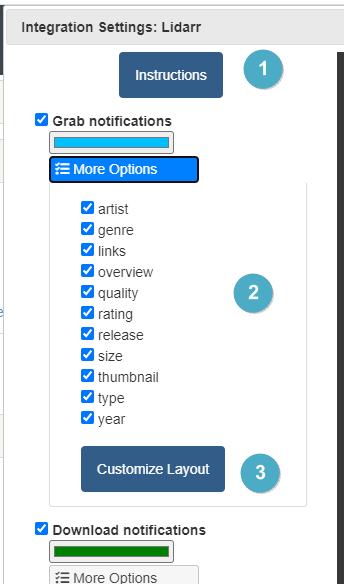 Integration Settings: Lidarr
Instructions
1
Grab notifications
More Options
artist
genre
links
overview
2
quality
rating
release
size
thumbnail
type
year
Customize Layout
3
Download notifications
More Options